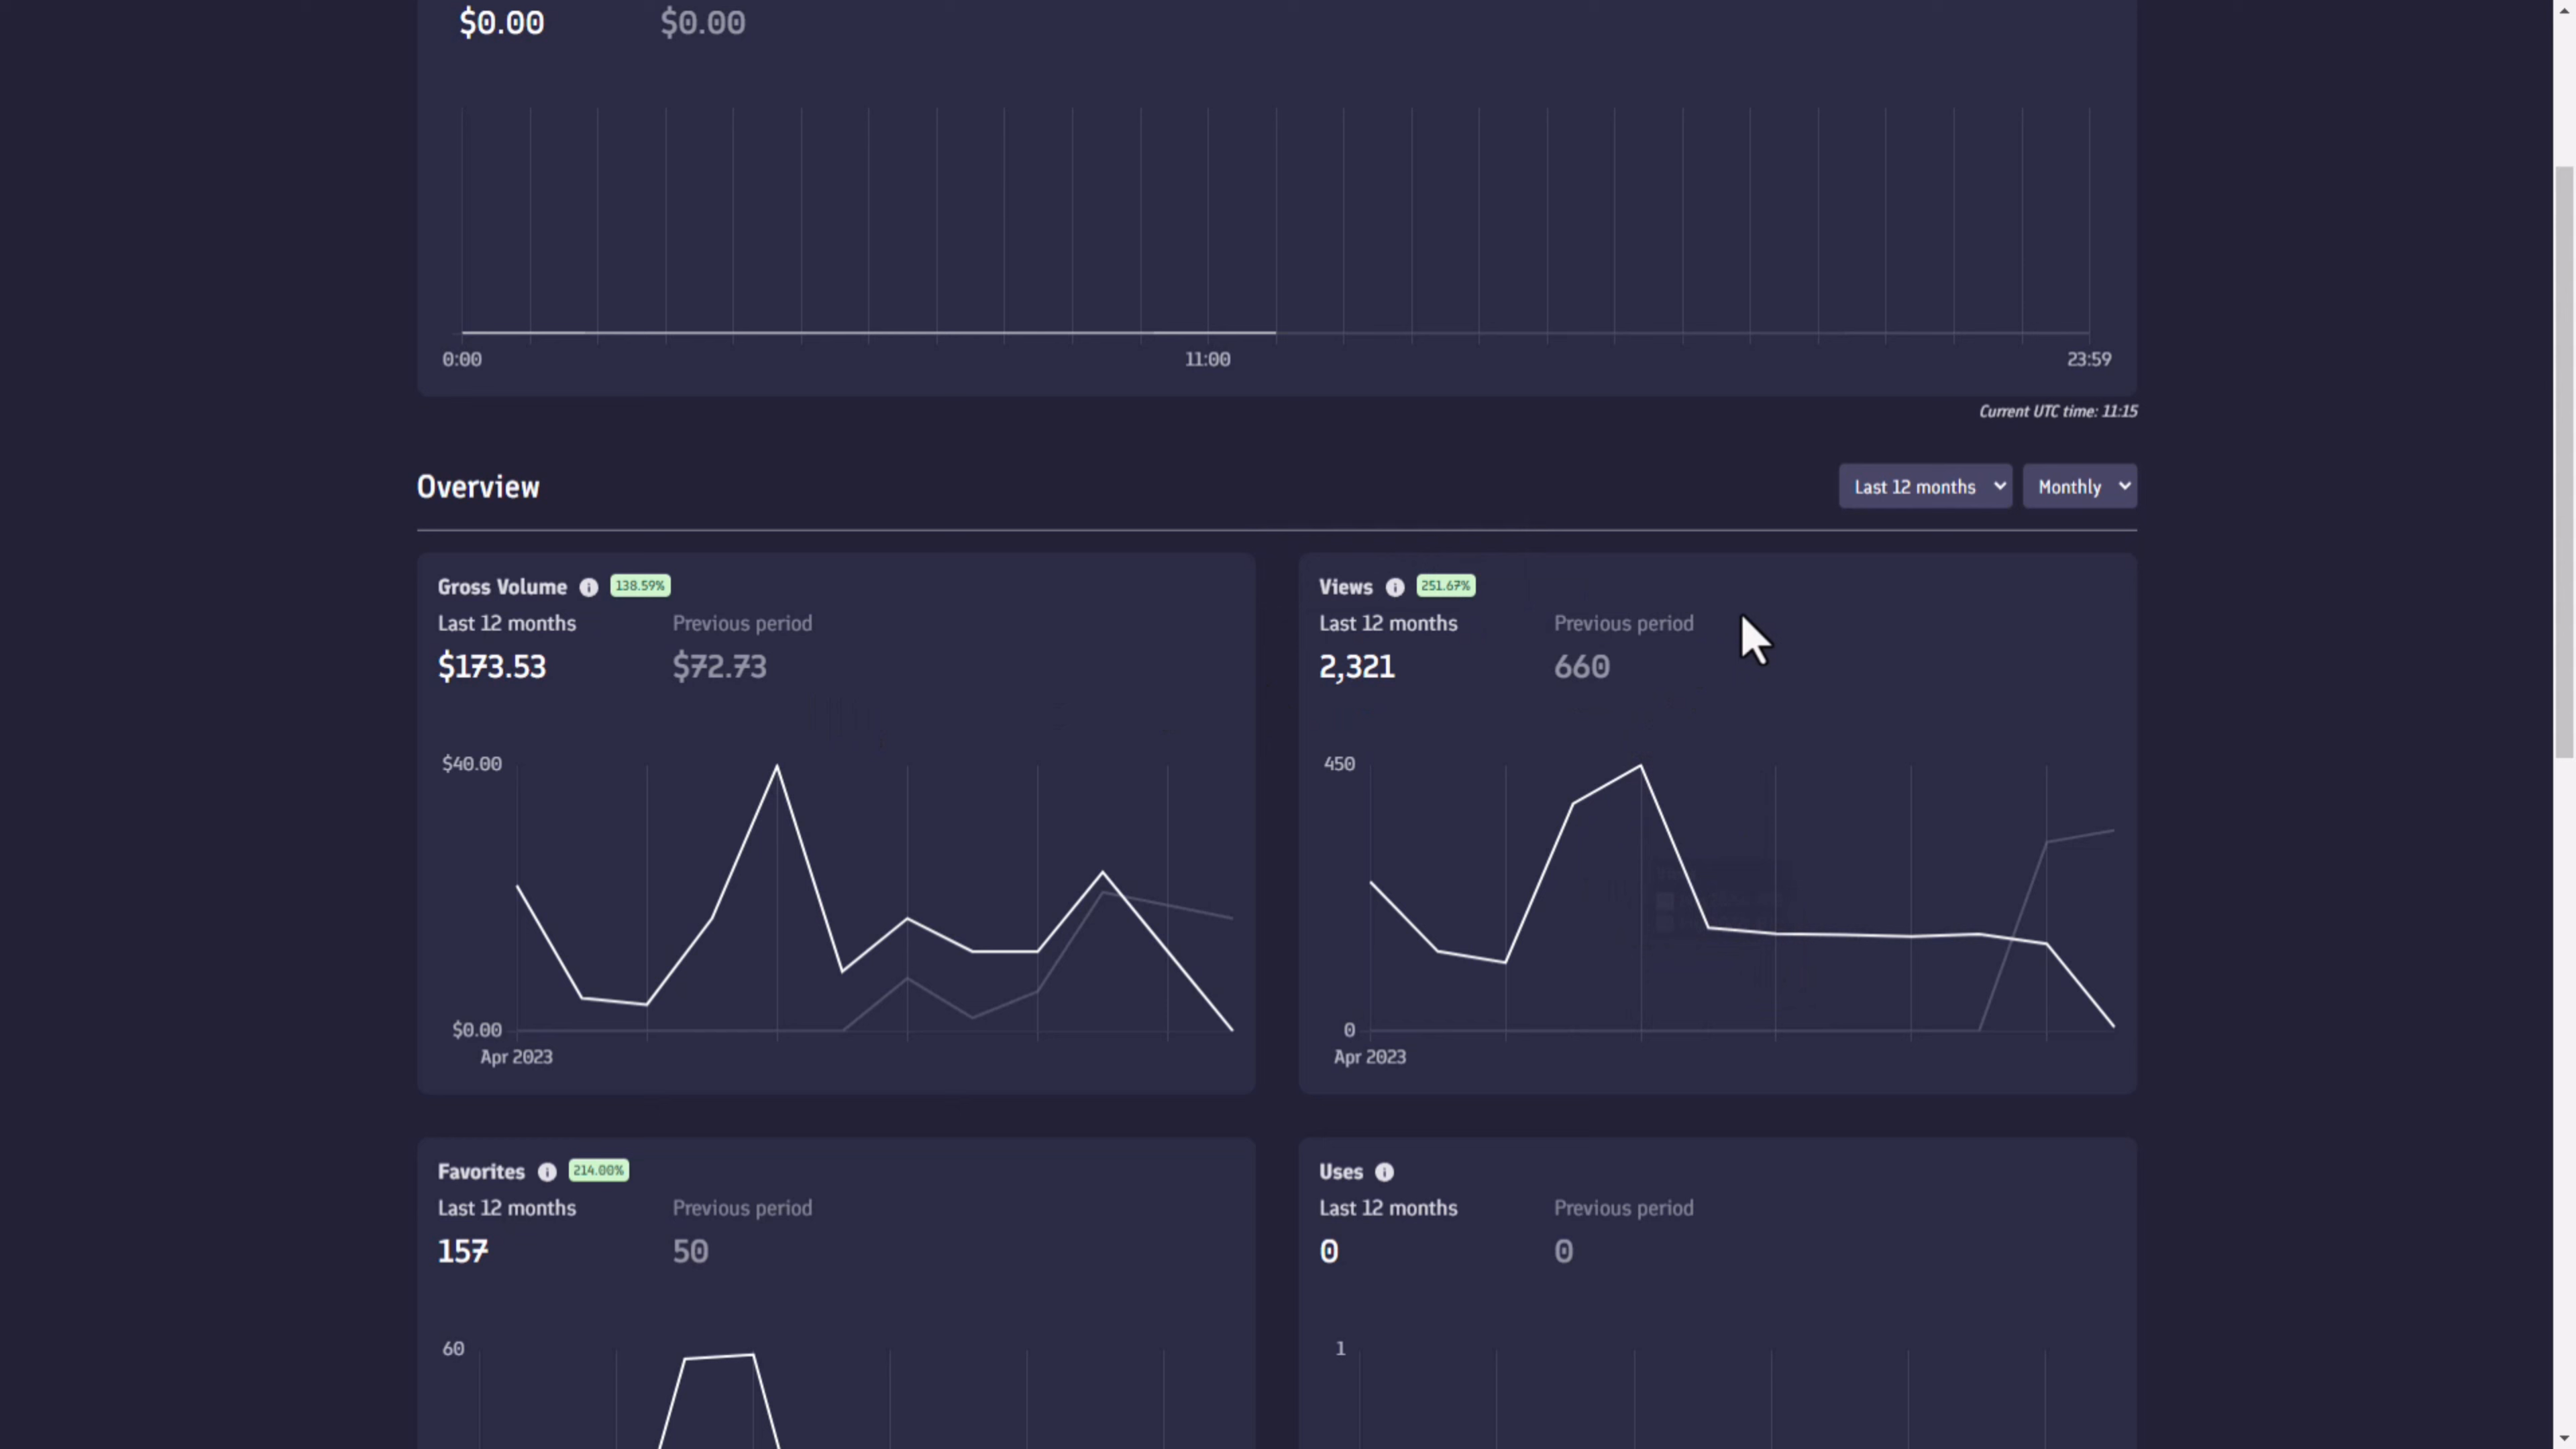 $0.00 $0.00
0:00 11:00 23:59
Current UTC time: 11:15
Overview Last 12 months Monthly
Gross Volume i 138.59%
Last 12 months Previous period
$173.53 $72.73
$40.00
$0.00
Apr 2023
Views i 251.67%
Last 12 months Previous period
2,321 660
450
0
Apr 2023
Favorites i 214.00%
Last 12 months Previous period
157 50
60
Uses i
Last 12 months Previous period
0 0
1